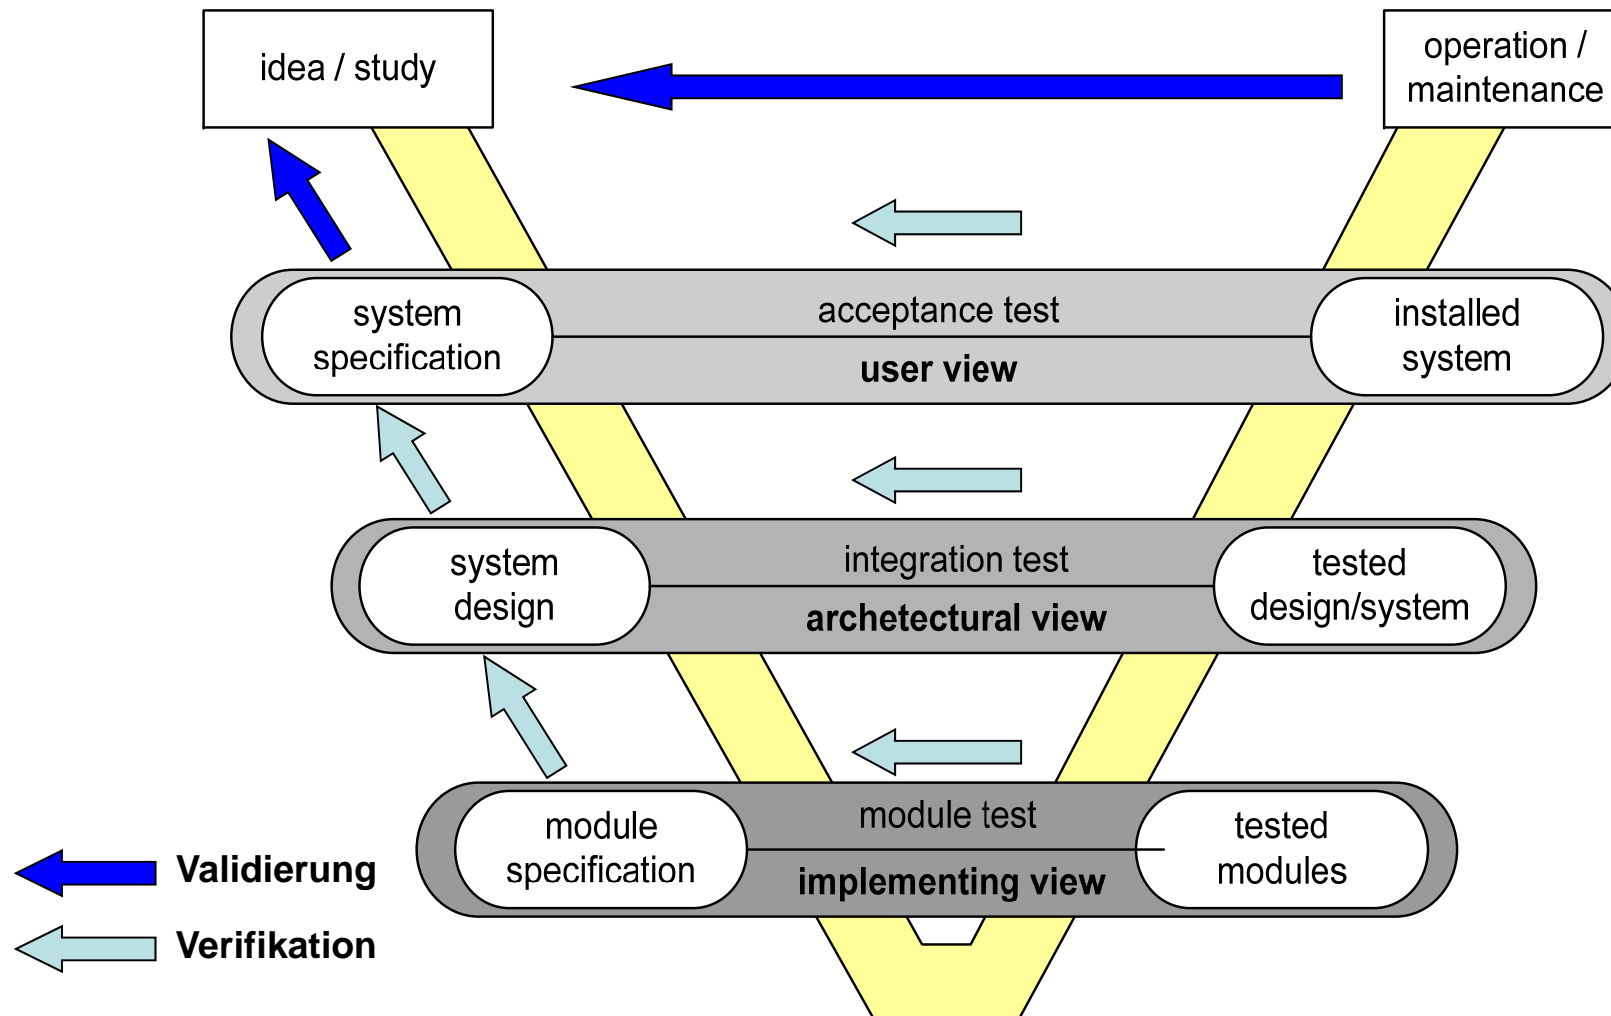 idea / study
operation /
maintenance
system
specification
acceptance test
user view
installed
system
system
design
integration test
archetectural view
tested
design/system
module
specification
module test
implementing view
tested
modules
Validierung
Verifikation